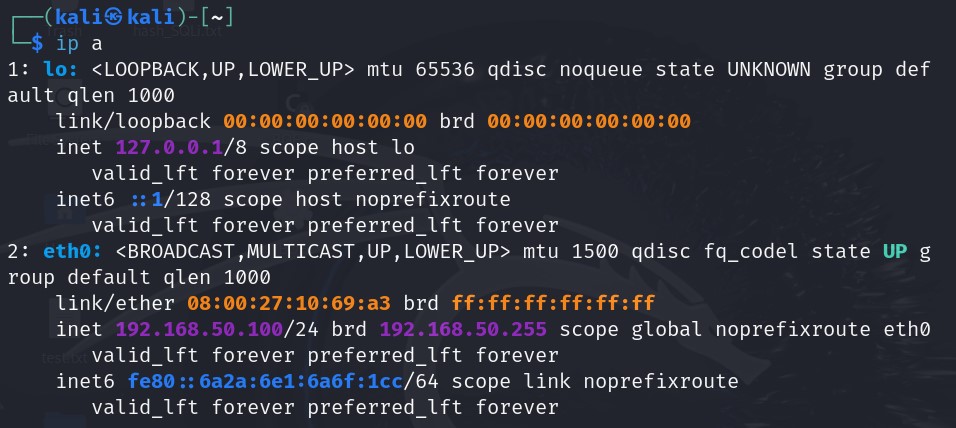 ┌──(kali㉿kali)-[~]
└─$ ip a
1: lo: <LOOPBACK,UP,LOWER_UP> mtu 65536 qdisc noqueue state UNKNOWN group def
ault qlen 1000
    link/loopback 00:00:00:00:00:00 brd 00:00:00:00:00:00
    inet 127.0.0.1/8 scope host lo
       valid_lft forever preferred_lft forever
    inet6 ::1/128 scope host noprefixroute
       valid_lft forever preferred_lft forever
2: eth0: <BROADCAST,MULTICAST,UP,LOWER_UP> mtu 1500 qdisc fq_codel state UP g
roup default qlen 1000
    link/ether 08:00:27:10:69:a3 brd ff:ff:ff:ff:ff:ff
    inet 192.168.50.100/24 brd 192.168.50.255 scope global noprefixroute eth0
       valid_lft forever preferred_lft forever
    inet6 fe80::6a2a:6e1:6a6f:1cc/64 scope link noprefixroute
       valid_lft forever preferred_lft forever